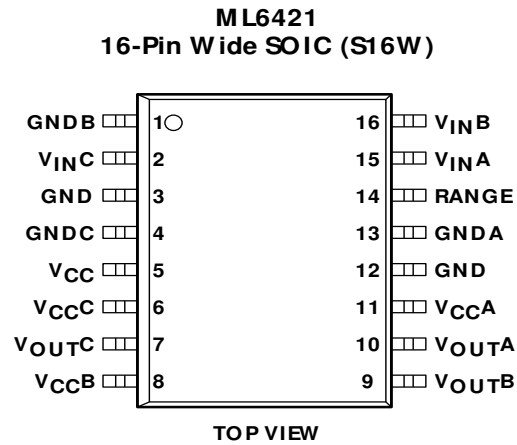 ML6421
16-Pin Wide SOIC (S16W)
GNDB 1 16 VINB
VINC 2 15 VINA
GND 3 14 RANGE
GNDC 4 13 GNDA
VCC 5 12 GND
VCCC 6 11 VCCA
VOUTC 7 10 VOUTA
VCCB 8 9 VOUTB
TOP VIEW